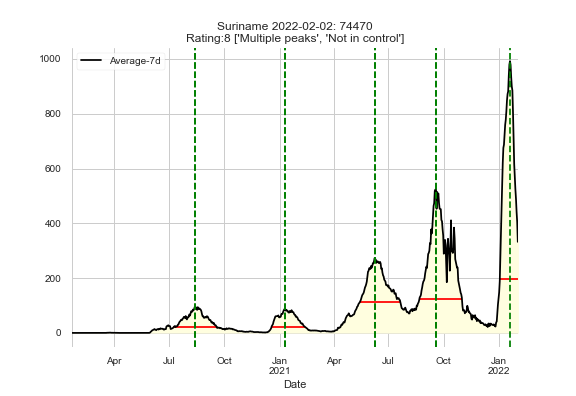 Suriname 2022-02-02: 74470
Rating:8 ['Multiple peaks', 'Not in control']
Average-7d
1000
800
600
400
200
0
Apr Jul Oct Jan Apr Jul Oct Jan
2021 2022
Date